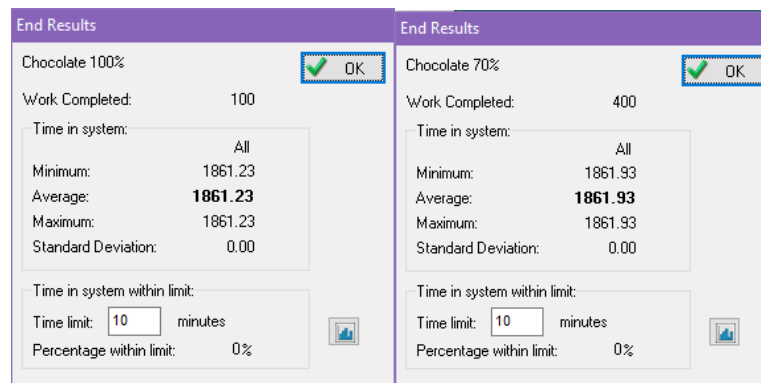 End Results
Chocolate 100%
OK
Work Completed: 100
Time in system:
All
Minimum: 1861.23
Average: 1861.23
Maximum: 1861.23
Standard Deviation: 0.00
Time in system within limit:
Time limit: 10 minutes
Percentage within limit: 0%
End Results
Chocolate 70%
OK
Work Completed: 400
Time in system:
All
Minimum: 1861.93
Average: 1861.93
Maximum: 1861.93
Standard Deviation: 0.00
Time in system within limit:
Time limit: 10 minutes
Percentage within limit: 0%